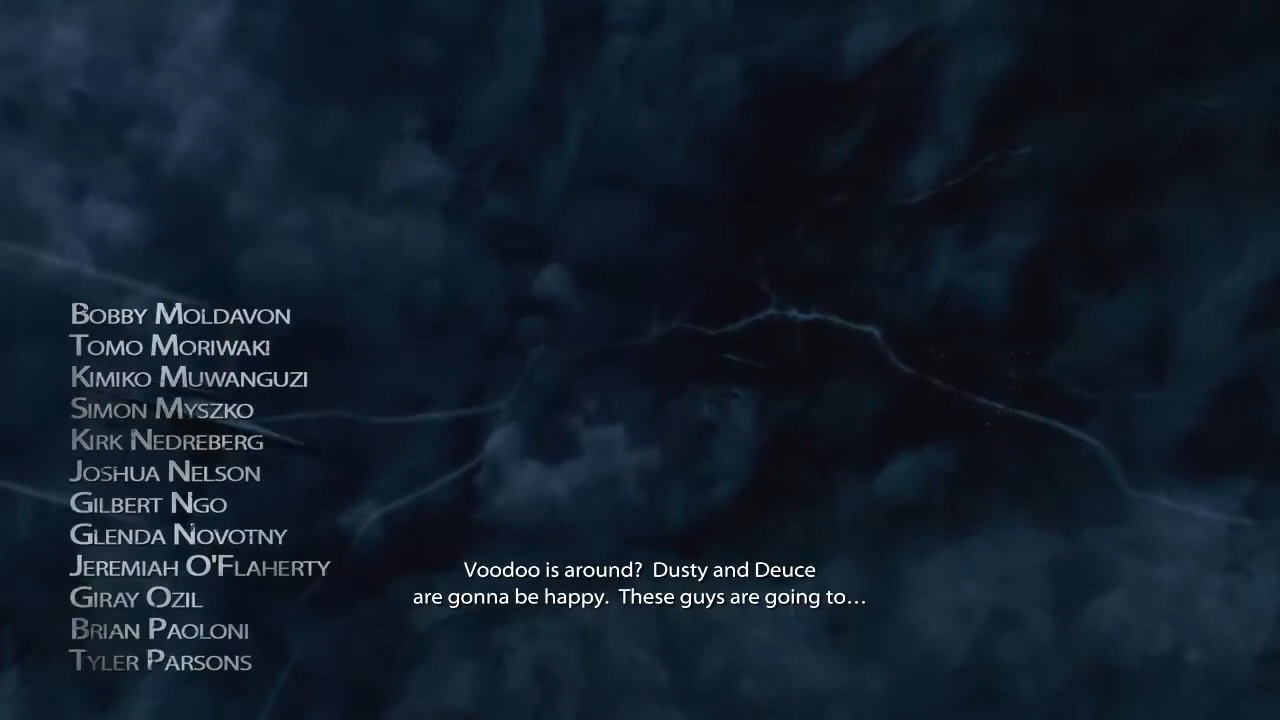 BOBBY MOLDAVON
TOMO MORIWAKI
KIMIKO MUWANGUZI
SIMON MYSZKO
KIRK NEDREBERG
JOSHUA NELSON
GILBERT NGO
GLENDA NOVOTNY
JEREMIAH O'FLAHERTY
GIRAY OZIL
BRIAN PAOLONI
TYLER PARSONS
Voodoo is around?  Dusty and Deuce
are gonna be happy.  These guys are going to…